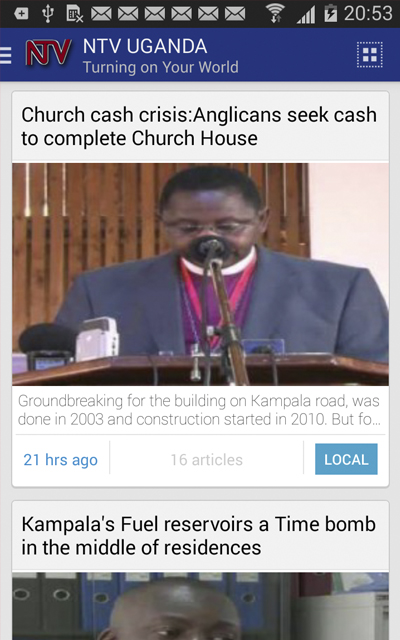 20:53
NTV
NTV UGANDA
Turning on Your World
Church cash crisis:Anglicans seek cash
to complete Church House
Groundbreaking for the building on Kampala road, was
done in 2003 and construction started in 2010. But fo...
21 hrs ago
16 articles
LOCAL
Kampala's Fuel reservoirs a Time bomb
in the middle of residences